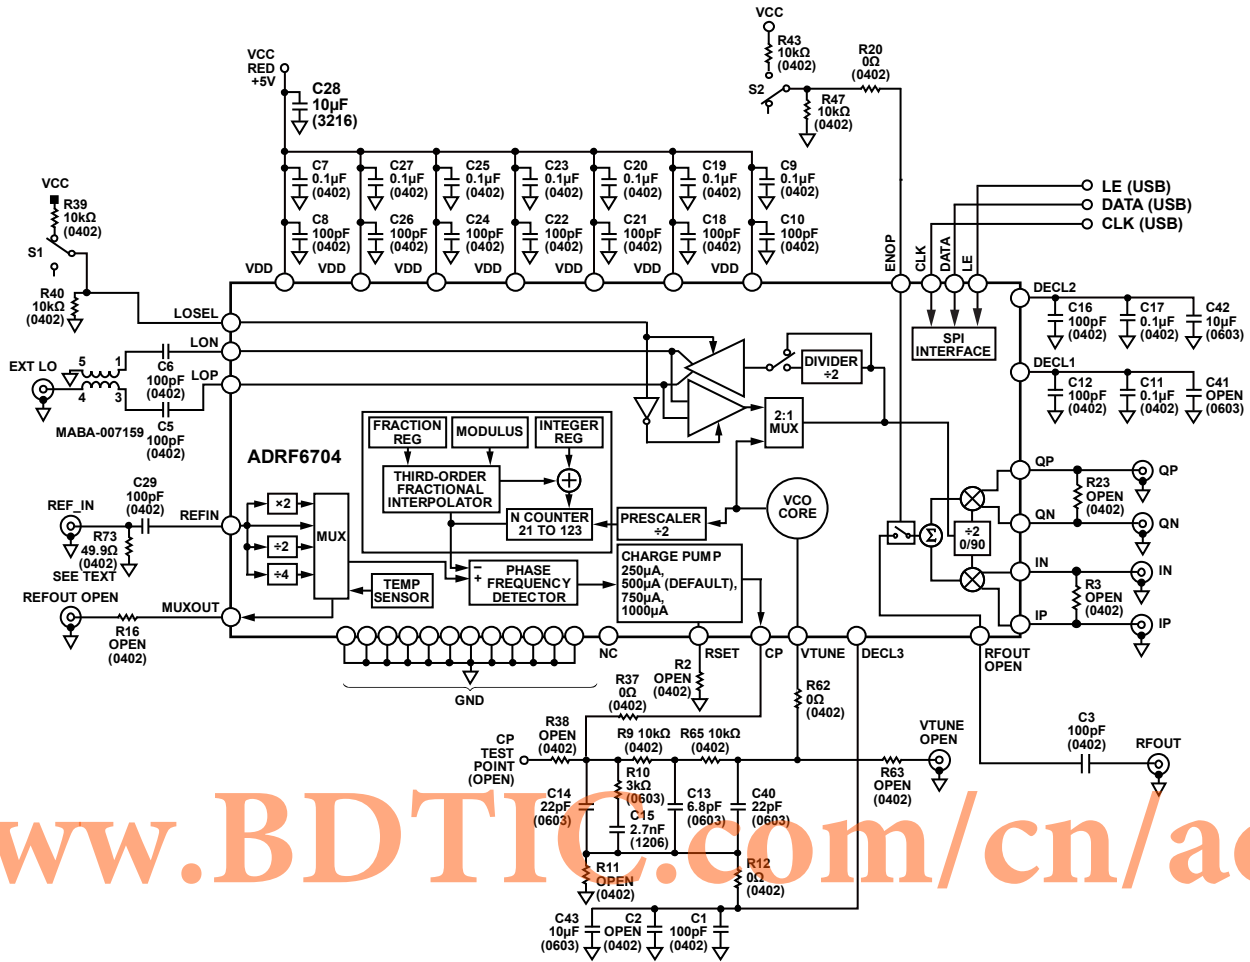 VCC
R43
10kΩ
(0402)
S2
R47
10kΩ
(0402)
R20
0Ω
(0402)
VCC
RED
+5V
C28
10µF
(3216)
C7
0.1µF
(0402)
C27
0.1µF
(0402)
C25
0.1µF
(0402)
C23
0.1µF
(0402)
C20
0.1µF
(0402)
C19
0.1µF
(0402)
C9
0.1µF
(0402)
C8
100pF
(0402)
C26
100pF
(0402)
C24
100pF
(0402)
C22
100pF
(0402)
C21
100pF
(0402)
C18
100pF
(0402)
C10
100pF
(0402)
VDD
VDD
VDD
VDD
VDD
VDD
VDD
ENOP
CLK
DATA
LE
LE (USB)
DATA (USB)
CLK (USB)
VCC
R39
10kΩ
(0402)
S1
R40
10kΩ
(0402)
LOSEL
LON
LOP
EXT LO
5
1
4
3
C6
100pF
(0402)
C5
100pF
(0402)
MABA-007159
SPI
INTERFACE
DECL2
C16
100pF
(0402)
C17
0.1µF
(0402)
C42
10µF
(0603)
DECL1
C12
100pF
(0402)
C11
0.1µF
(0402)
C41
OPEN
(0603)
DIVIDER
÷2
2:1
MUX
ADRF6704
FRACTION
REG
MODULUS
INTEGER
REG
THIRD-ORDER
FRACTIONAL
INTERPOLATOR
+
N COUNTER
21 TO 123
PRESCALER
÷2
VCO
CORE
C29
100pF
(0402)
REF_IN
REFIN
R73
49.9Ω
(0402)
SEE TEXT
×2
÷2
÷4
MUX
TEMP
SENSOR
−
+
PHASE
FREQUENCY
DETECTOR
CHARGE PUMP
250µA,
500µA (DEFAULT),
750µA,
1000µA
Σ
÷2
0/90
QP
QP
R23
OPEN
(0402)
QN
QN
IN
IN
R3
OPEN
(0402)
IP
IP
REFOUT OPEN
MUXOUT
R16
OPEN
(0402)
GND
NC
RSET
CP
VTUNE
DECL3
RFOUT
OPEN
R2
OPEN
(0402)
R37
0Ω
(0402)
R62
0Ω
(0402)
R38
OPEN
(0402)
CP
TEST
POINT
(OPEN)
R9 10kΩ
(0402)
R65 10kΩ
(0402)
R10
3kΩ
(0603)
C14
22pF
(0603)
C15
2.7nF
(1206)
C13
6.8pF
(0603)
C40
22pF
(0603)
R63
OPEN
(0402)
VTUNE
OPEN
C3
100pF
(0402)
RFOUT
R11
OPEN
(0402)
R12
0Ω
(0402)
C43
10µF
(0603)
C2
OPEN
(0402)
C1
100pF
(0402)
ww.BDTIC.com/cn/ad